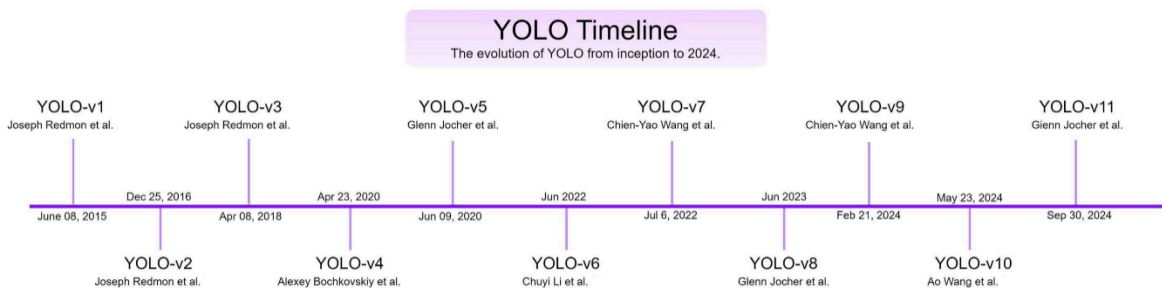 YOLO Timeline
The evolution of YOLO from inception to 2024.
YOLO-v1
Joseph Redmon et al.
June 08, 2015
Dec 25, 2016
YOLO-v2
Joseph Redmon et al.
YOLO-v3
Joseph Redmon et al.
Apr 08, 2018
Apr 23, 2020
YOLO-v4
Alexey Bochkovskiy et al.
YOLO-v5
Glenn Jocher et al.
Jun 09, 2020
Jun 2022
YOLO-v6
Chuyi Li et al.
YOLO-v7
Chien-Yao Wang et al.
Jul 6, 2022
Jun 2023
YOLO-v8
Glenn Jocher et al.
YOLO-v9
Chien-Yao Wang et al.
Feb 21, 2024
May 23, 2024
YOLO-v10
Ao Wang et al.
YOLO-v11
Glenn Jocher et al.
Sep 30, 2024